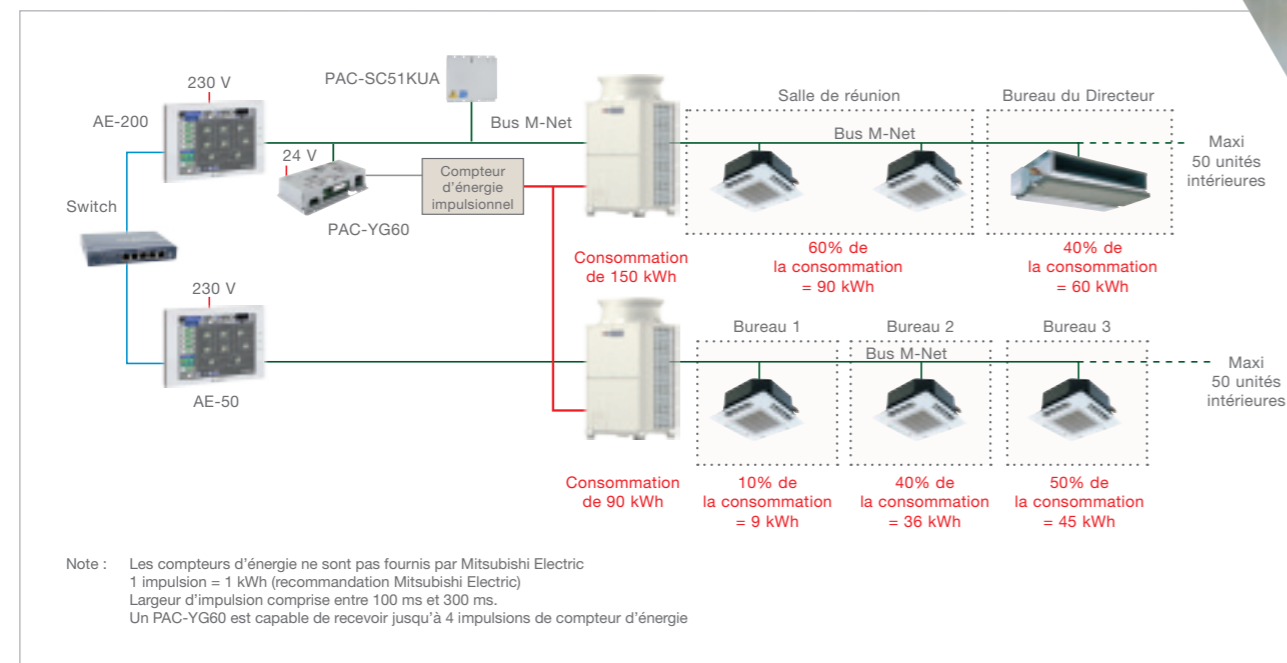 230 V
PAC-SC51KUA
AE-200
Bus M-Net
Salle de réunion
Bureau du Directeur
Bus M-Net
Maxi
50 unités
intérieures
24 V
Compteur
d'énergie
impulsionnel
PAC-YG60
Switch
Consommation
de 150 kWh
60% de
la consommation
= 90 kWh
40% de
la consommation
= 60 kWh
230 V
AE-50
Bureau 1
Bureau 2
Bureau 3
Bus M-Net
Maxi
50 unités
intérieures
Consommation
de 90 kWh
10% de
la consommation
= 9 kWh
40% de
la consommation
= 36 kWh
50% de
la consommation
= 45 kWh
Note : Les compteurs d'énergie ne sont pas fournis par Mitsubishi Electric
1 impulsion = 1 kWh (recommandation Mitsubishi Electric)
Largeur d'impulsion comprise entre 100 ms et 300 ms.
Un PAC-YG60 est capable de recevoir jusqu'à 4 impulsions de compteur d'énergie